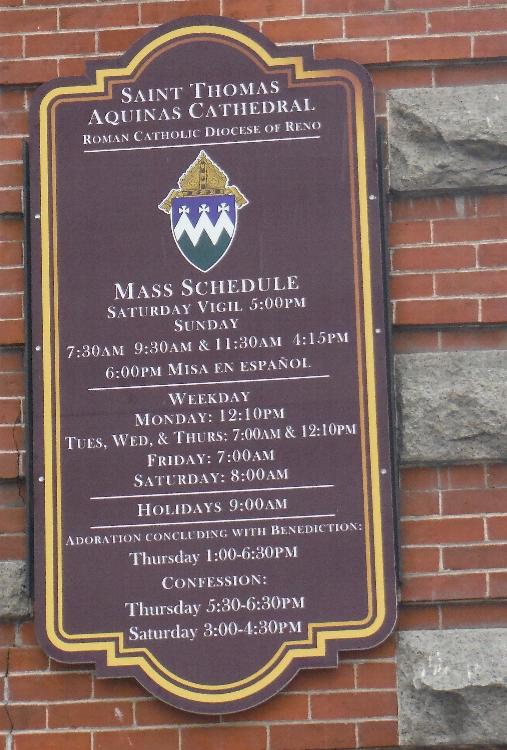 SAINT THOMAS
AQUINAS CATHEDRAL
ROMAN CATHOLIC DIOCESE OF RENO
MASS SCHEDULE
SATURDAY VIGIL 5:00PM
SUNDAY
7:30AM 9:30AM & 11:30AM 4:15PM
6:00PM MISA EN ESPAÑOL
WEEKDAY
MONDAY: 12:10PM
TUES, WED, & THURS: 7:00AM & 12:10PM
FRIDAY: 7:00AM
SATURDAY: 8:00AM
HOLIDAYS 9:00AM
ADORATION CONCLUDING WITH BENEDICTION:
Thursday 1:00-6:30PM
CONFESSION:
Thursday 5:30-6:30PM
Saturday 3:00-4:30PM